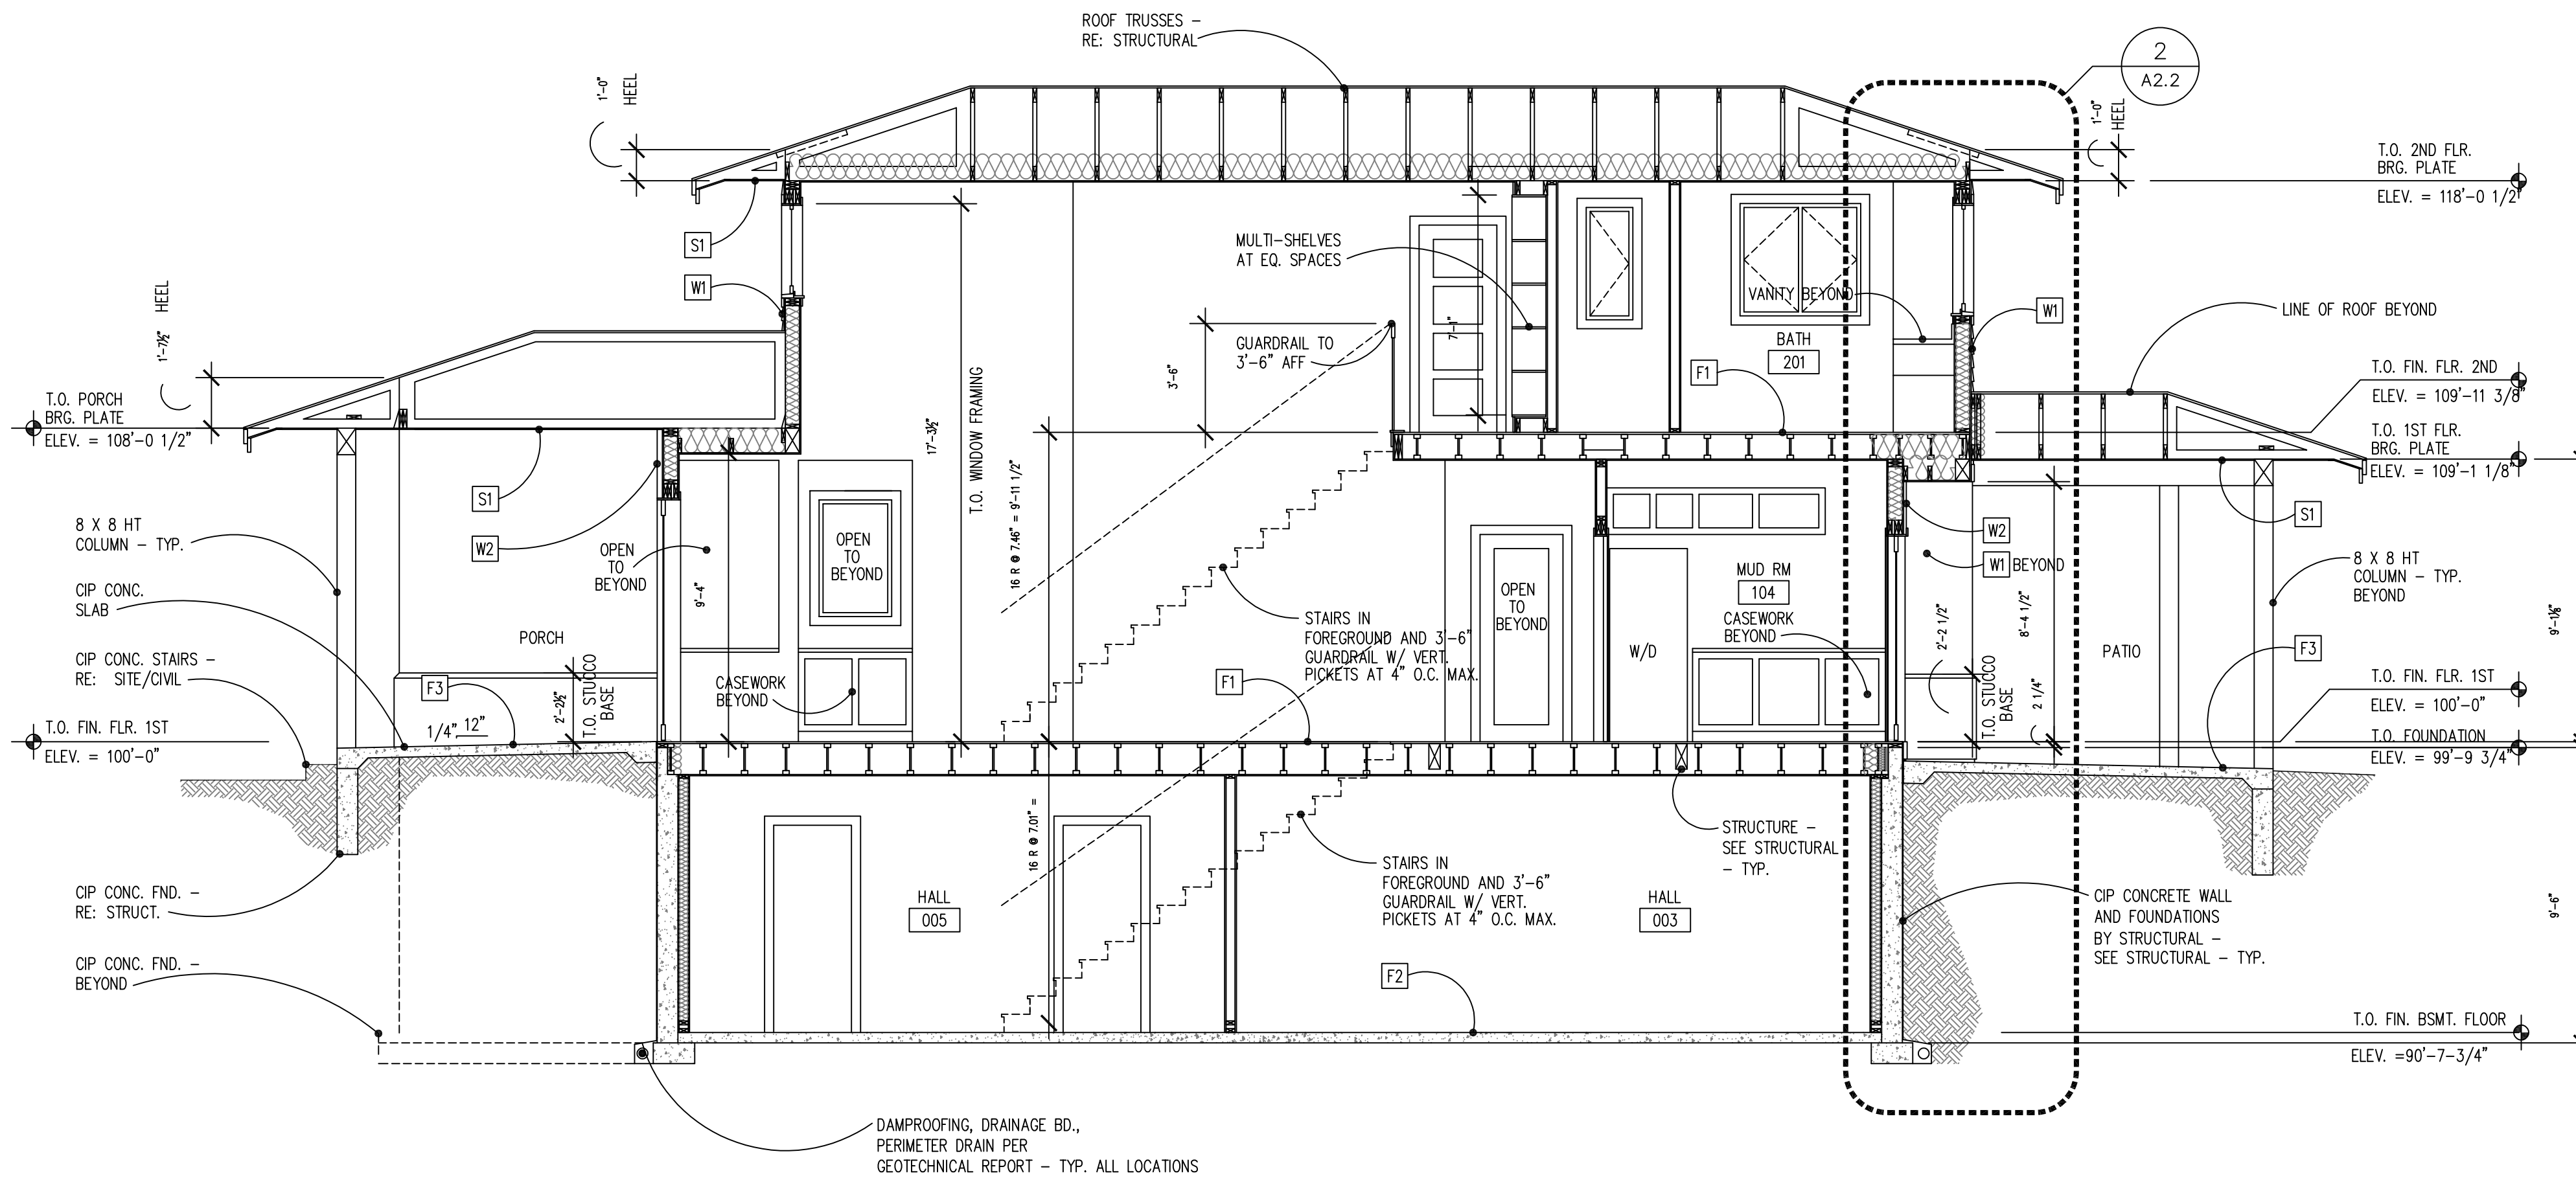 ROOF TRUSSES –
RE: STRUCTURAL
2
A2.2
1'-0"
HEEL
1'-0"
HEEL
T.O. 2ND FLR.
BRG. PLATE
ELEV. = 118'-0 1/2"
S1
MULTI-SHELVES
AT EQ. SPACES
W1
VANITY BEYOND
W1
LINE OF ROOF BEYOND
1'-7½"
HEEL
GUARDRAIL TO
3'-6" AFF
7'-1"
BATH
201
F1
3'-6"
T.O. FIN. FLR. 2ND
ELEV. = 109'-11 3/8"
T.O. PORCH
BRG. PLATE
ELEV. = 108'-0 1/2"
17'-3½"
T.O. WINDOW FRAMING
T.O. 1ST FLR.
BRG. PLATE
ELEV. = 109'-1 1/8"
S1
S1
16 R @ 7.46" = 9'-11 1/2"
8 X 8 HT
COLUMN – TYP.
W2
OPEN
TO
BEYOND
OPEN
TO
BEYOND
W2
W1 BEYOND
8 X 8 HT
COLUMN – TYP.
BEYOND
CIP CONC.
SLAB
9'-4"
OPEN
TO
BEYOND
MUD RM
104
PORCH
STAIRS IN
FOREGROUND AND 3'-6"
GUARDRAIL W/ VERT.
PICKETS AT 4" O.C. MAX.
CASEWORK
BEYOND
W/D
2'-2 1/2"
8'-4 1/2"
9'-1⅛"
PATIO
F3
CIP CONC. STAIRS –
RE: SITE/CIVIL
F3
1/4" 12"
2'-2½"
T.O. STUCCO
BASE
CASEWORK
BEYOND
F1
T.O. STUCCO
BASE
2 1/4"
T.O. FIN. FLR. 1ST
ELEV. = 100'-0"
T.O. FIN. FLR. 1ST
ELEV. = 100'-0"
T.O. FOUNDATION
ELEV. = 99'-9 3/4"
16 R @ 7.01" =
STRUCTURE –
SEE STRUCTURAL
– TYP.
STAIRS IN
FOREGROUND AND 3'-6"
GUARDRAIL W/ VERT.
PICKETS AT 4" O.C. MAX.
CIP CONC. FND. –
RE: STRUCT.
HALL
005
HALL
003
CIP CONCRETE WALL
AND FOUNDATIONS
BY STRUCTURAL –
SEE STRUCTURAL – TYP.
9'-6"
CIP CONC. FND. –
BEYOND
F2
T.O. FIN. BSMT. FLOOR
ELEV. =90'-7-3/4"
DAMPROOFING, DRAINAGE BD.,
PERIMETER DRAIN PER
GEOTECHNICAL REPORT – TYP. ALL LOCATIONS